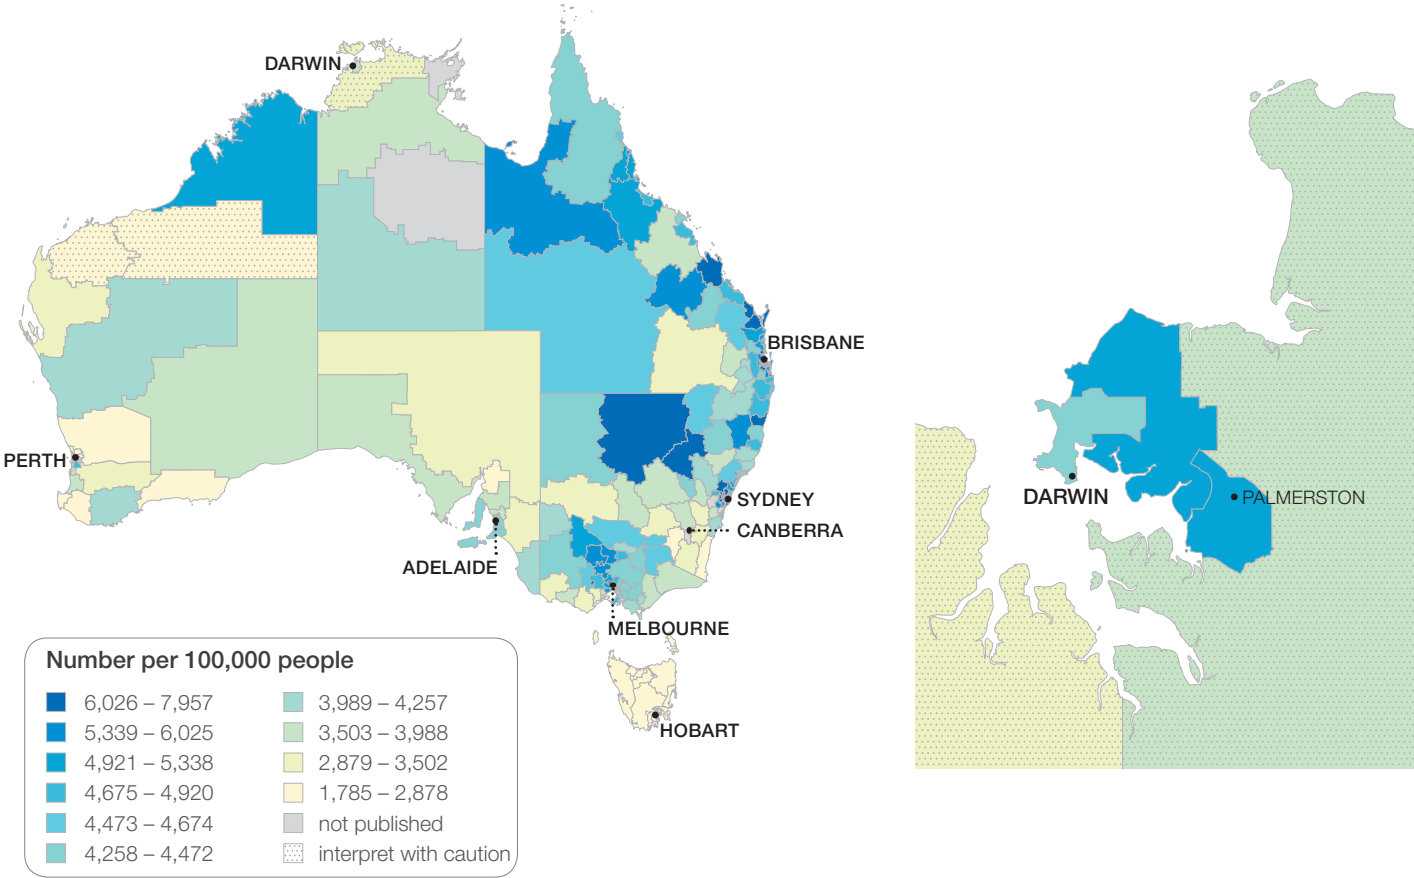 DARWIN
BRISBANE
PERTH
SYDNEY
CANBERRA
ADELAIDE
MELBOURNE
HOBART
DARWIN
PALMERSTON
Number per 100,000 people
6,026 – 7,957
5,339 – 6,025
4,921 – 5,338
4,675 – 4,920
4,473 – 4,674
4,258 – 4,472
3,989 – 4,257
3,503 – 3,988
2,879 – 3,502
1,785 – 2,878
not published
interpret with caution